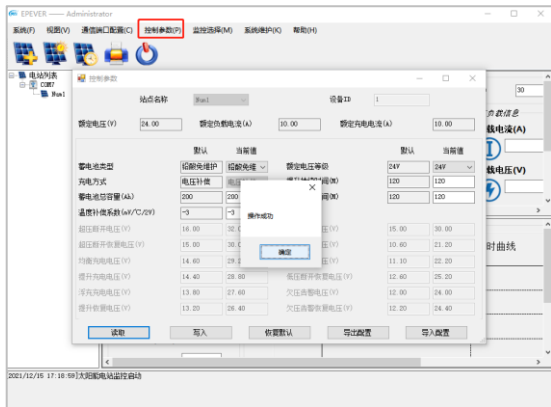 EPEVER —— Administrator
系统(F) 视图(V) 通信端口配置(C) 控制参数(P) 监控选择(M) 系统维护(K) 帮助(H)
电站列表
COM7
Num1
控制参数
站点名称 Num1 设备ID 1
额定电压(V) 24.00 额定负载电流(A) 10.00 额定充电电流(A) 10.00
默认 当前值 默认 当前值
蓄电池类型 铅酸免维护 铅酸免维 额定电压等级 24V 24V
充电方式 电压补偿 120 120
蓄电池总容量(Ah) 200 200 120 120
温度补偿系数(mV/℃/2V) -3 -3
操作成功
确定
超压断开电压(V) 16.00 15.00 30.00
超压断开恢复电压(V) 15.00 10.60 21.20
均衡充电电压(V) 14.60 11.10 22.20
提升充电电压(V) 14.40 28.80 低压断开恢复电压(V) 12.60 25.20
浮充充电电压(V) 13.80 27.60 欠压告警电压(V) 12.00 24.00
提升恢复电压(V) 13.20 26.40 欠压告警恢复电压(V) 12.20 24.40
读取 写入 恢复默认 导出配置 导入配置
30
载电流(A)
载电压(V)
时曲线
2021/12/15 17:18:59]太阳能电站监控启动